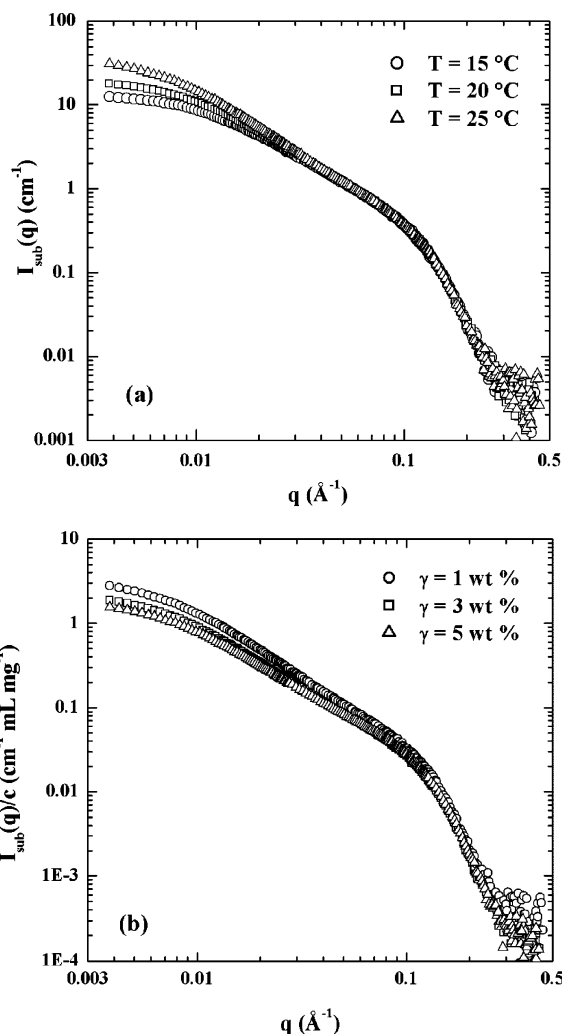 100
10
1
0.1
0.01
0.001
I_sub(q) (cm⁻¹)
T = 15 °C
T = 20 °C
T = 25 °C
(a)
0.003 0.01 0.1 0.5
q (Å⁻¹)
10
1
0.1
0.01
1E-3
1E-4
I_sub(q)/c (cm⁻¹ mL mg⁻¹)
γ = 1 wt %
γ = 3 wt %
γ = 5 wt %
(b)
0.003 0.01 0.1 0.5
q (Å⁻¹)